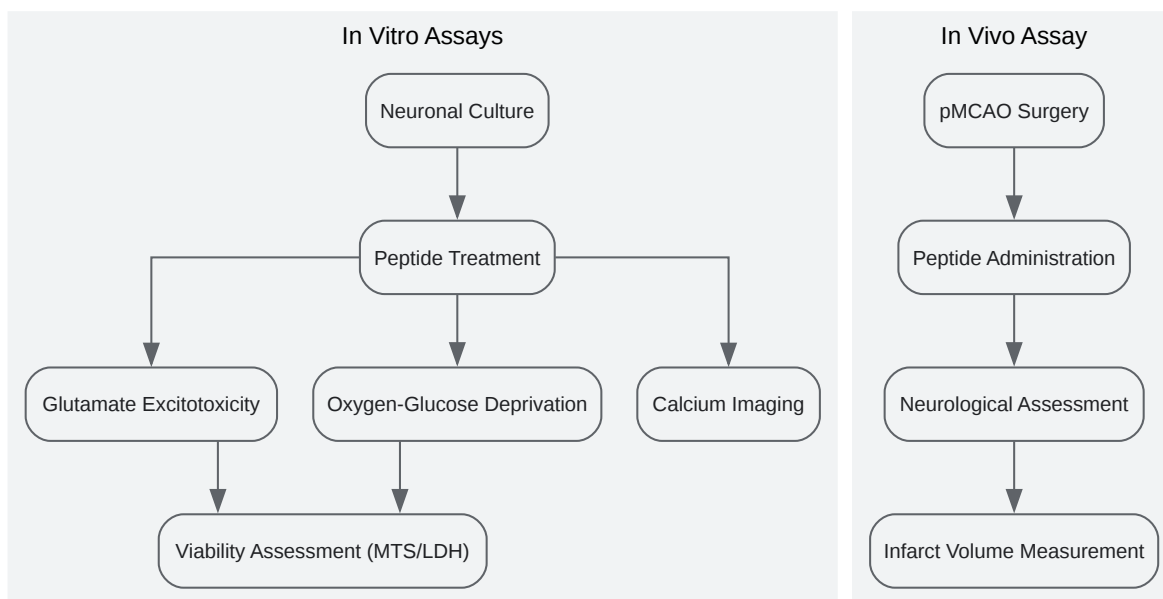 In Vitro Assays
Neuronal Culture
Peptide Treatment
Glutamate Excitotoxicity
Oxygen-Glucose Deprivation
Calcium Imaging
Viability Assessment (MTS/LDH)
In Vivo Assay
pMCAO Surgery
Peptide Administration
Neurological Assessment
Infarct Volume Measurement